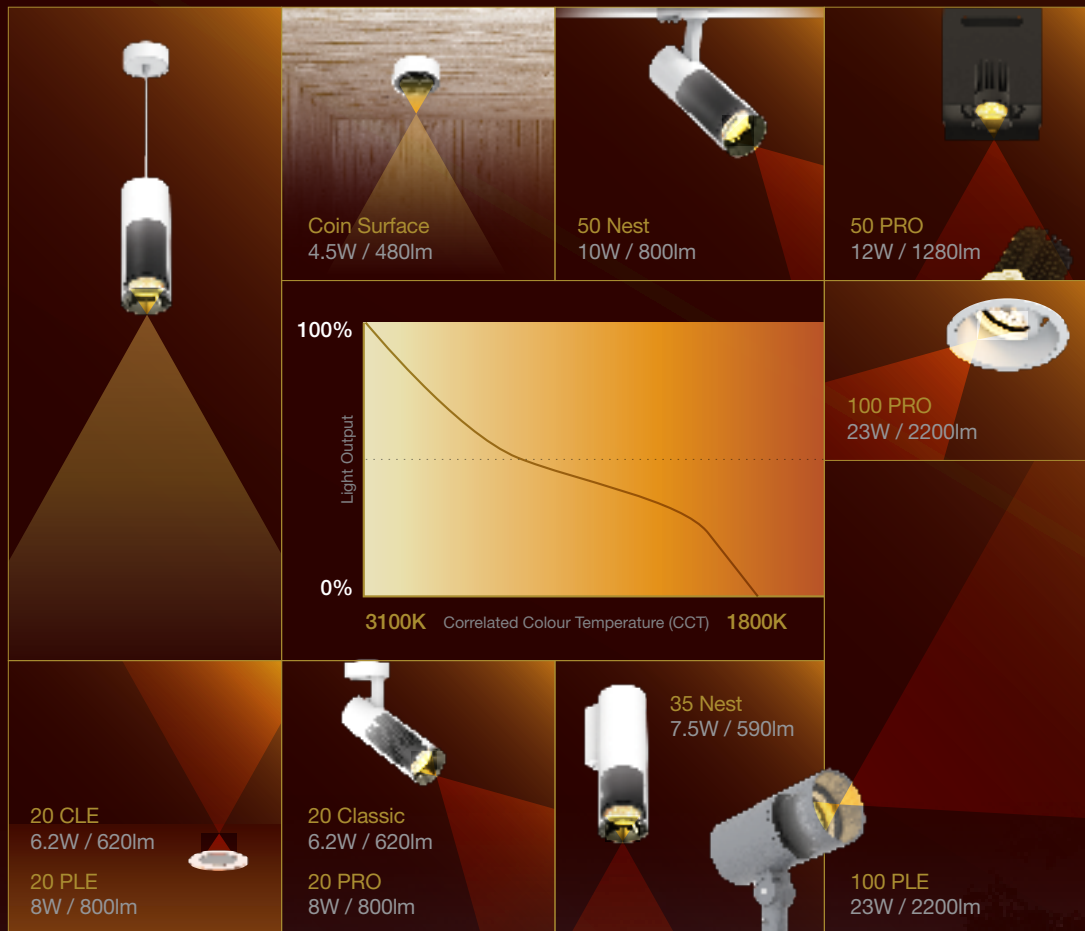 Coin Surface
4.5W / 480lm
50 Nest
10W / 800lm
50 PRO
12W / 1280lm
100%
Light Output
0%
3100K Correlated Colour Temperature (CCT) 1800K
100 PRO
23W / 2200lm
20 CLE
6.2W / 620lm
20 PLE
8W / 800lm
20 Classic
6.2W / 620lm
20 PRO
8W / 800lm
35 Nest
7.5W / 590lm
100 PLE
23W / 2200lm